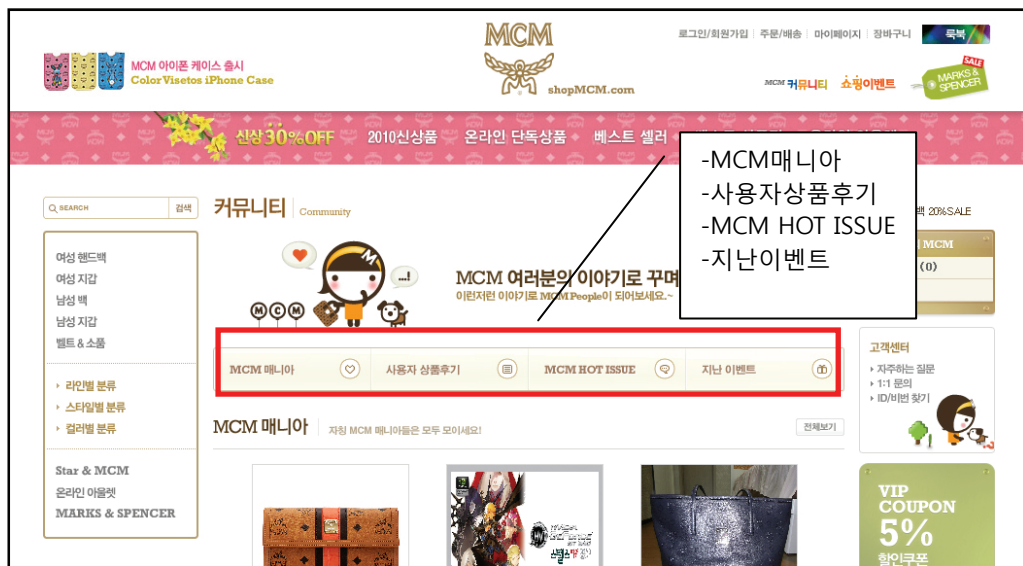 MCM 아이폰 케이스 출시
Color Visetos iPhone Case
MCM
shopMCM.com
로그인/회원가입 | 주문/배송 | 마이페이지 | 장바구니
룩북
MCM 커뮤니티
쇼핑이벤트
SALE
MARKS & SPENCER
신상 30%OFF
2010신상품
온라인 단독상품
베스트 셀러
-MCM매니아
-사용자상품후기
-MCM HOT ISSUE
-지난이벤트
SEARCH
검색
커뮤니티
Community
백 20%SALE
MCM
(0)
여성 핸드백
여성 지갑
남성 백
남성 지갑
벨트 & 소품
라인별 분류
스타일별 분류
컬러별 분류
Star & MCM
온라인 아울렛
MARKS & SPENCER
...!
MCM
MCM 여러분의 이야기로 꾸며
이런저런 이야기로 MCM People이 되어보세요.~
MCM 매니아
사용자 상품후기
MCM HOT ISSUE
지난 이벤트
MCM 매니아
자칭 MCM 매니아들은 모두 모이세요!
전체보기
고객센터
자주하는 질문
1:1 문의
ID/비번 찾기
VIP
COUPON
5%
할인쿠폰